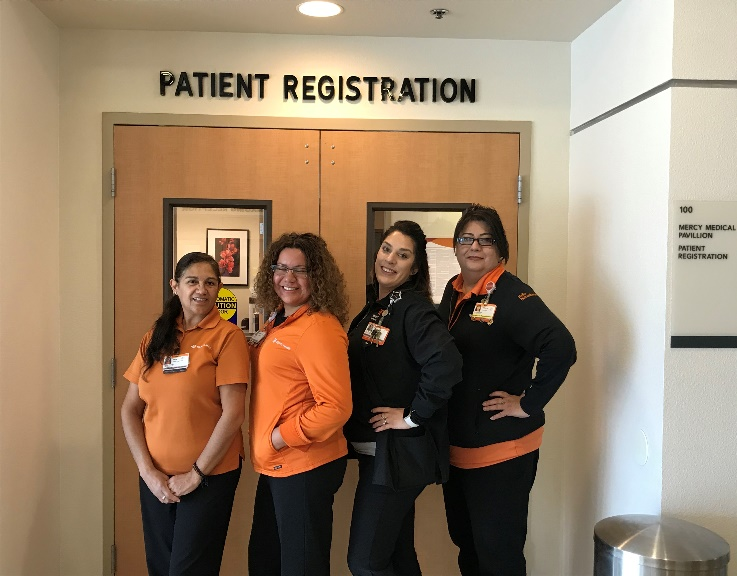 PATIENT REGISTRATION
100
MERCY MEDICAL
PAVILLION
PATIENT
REGISTRATION